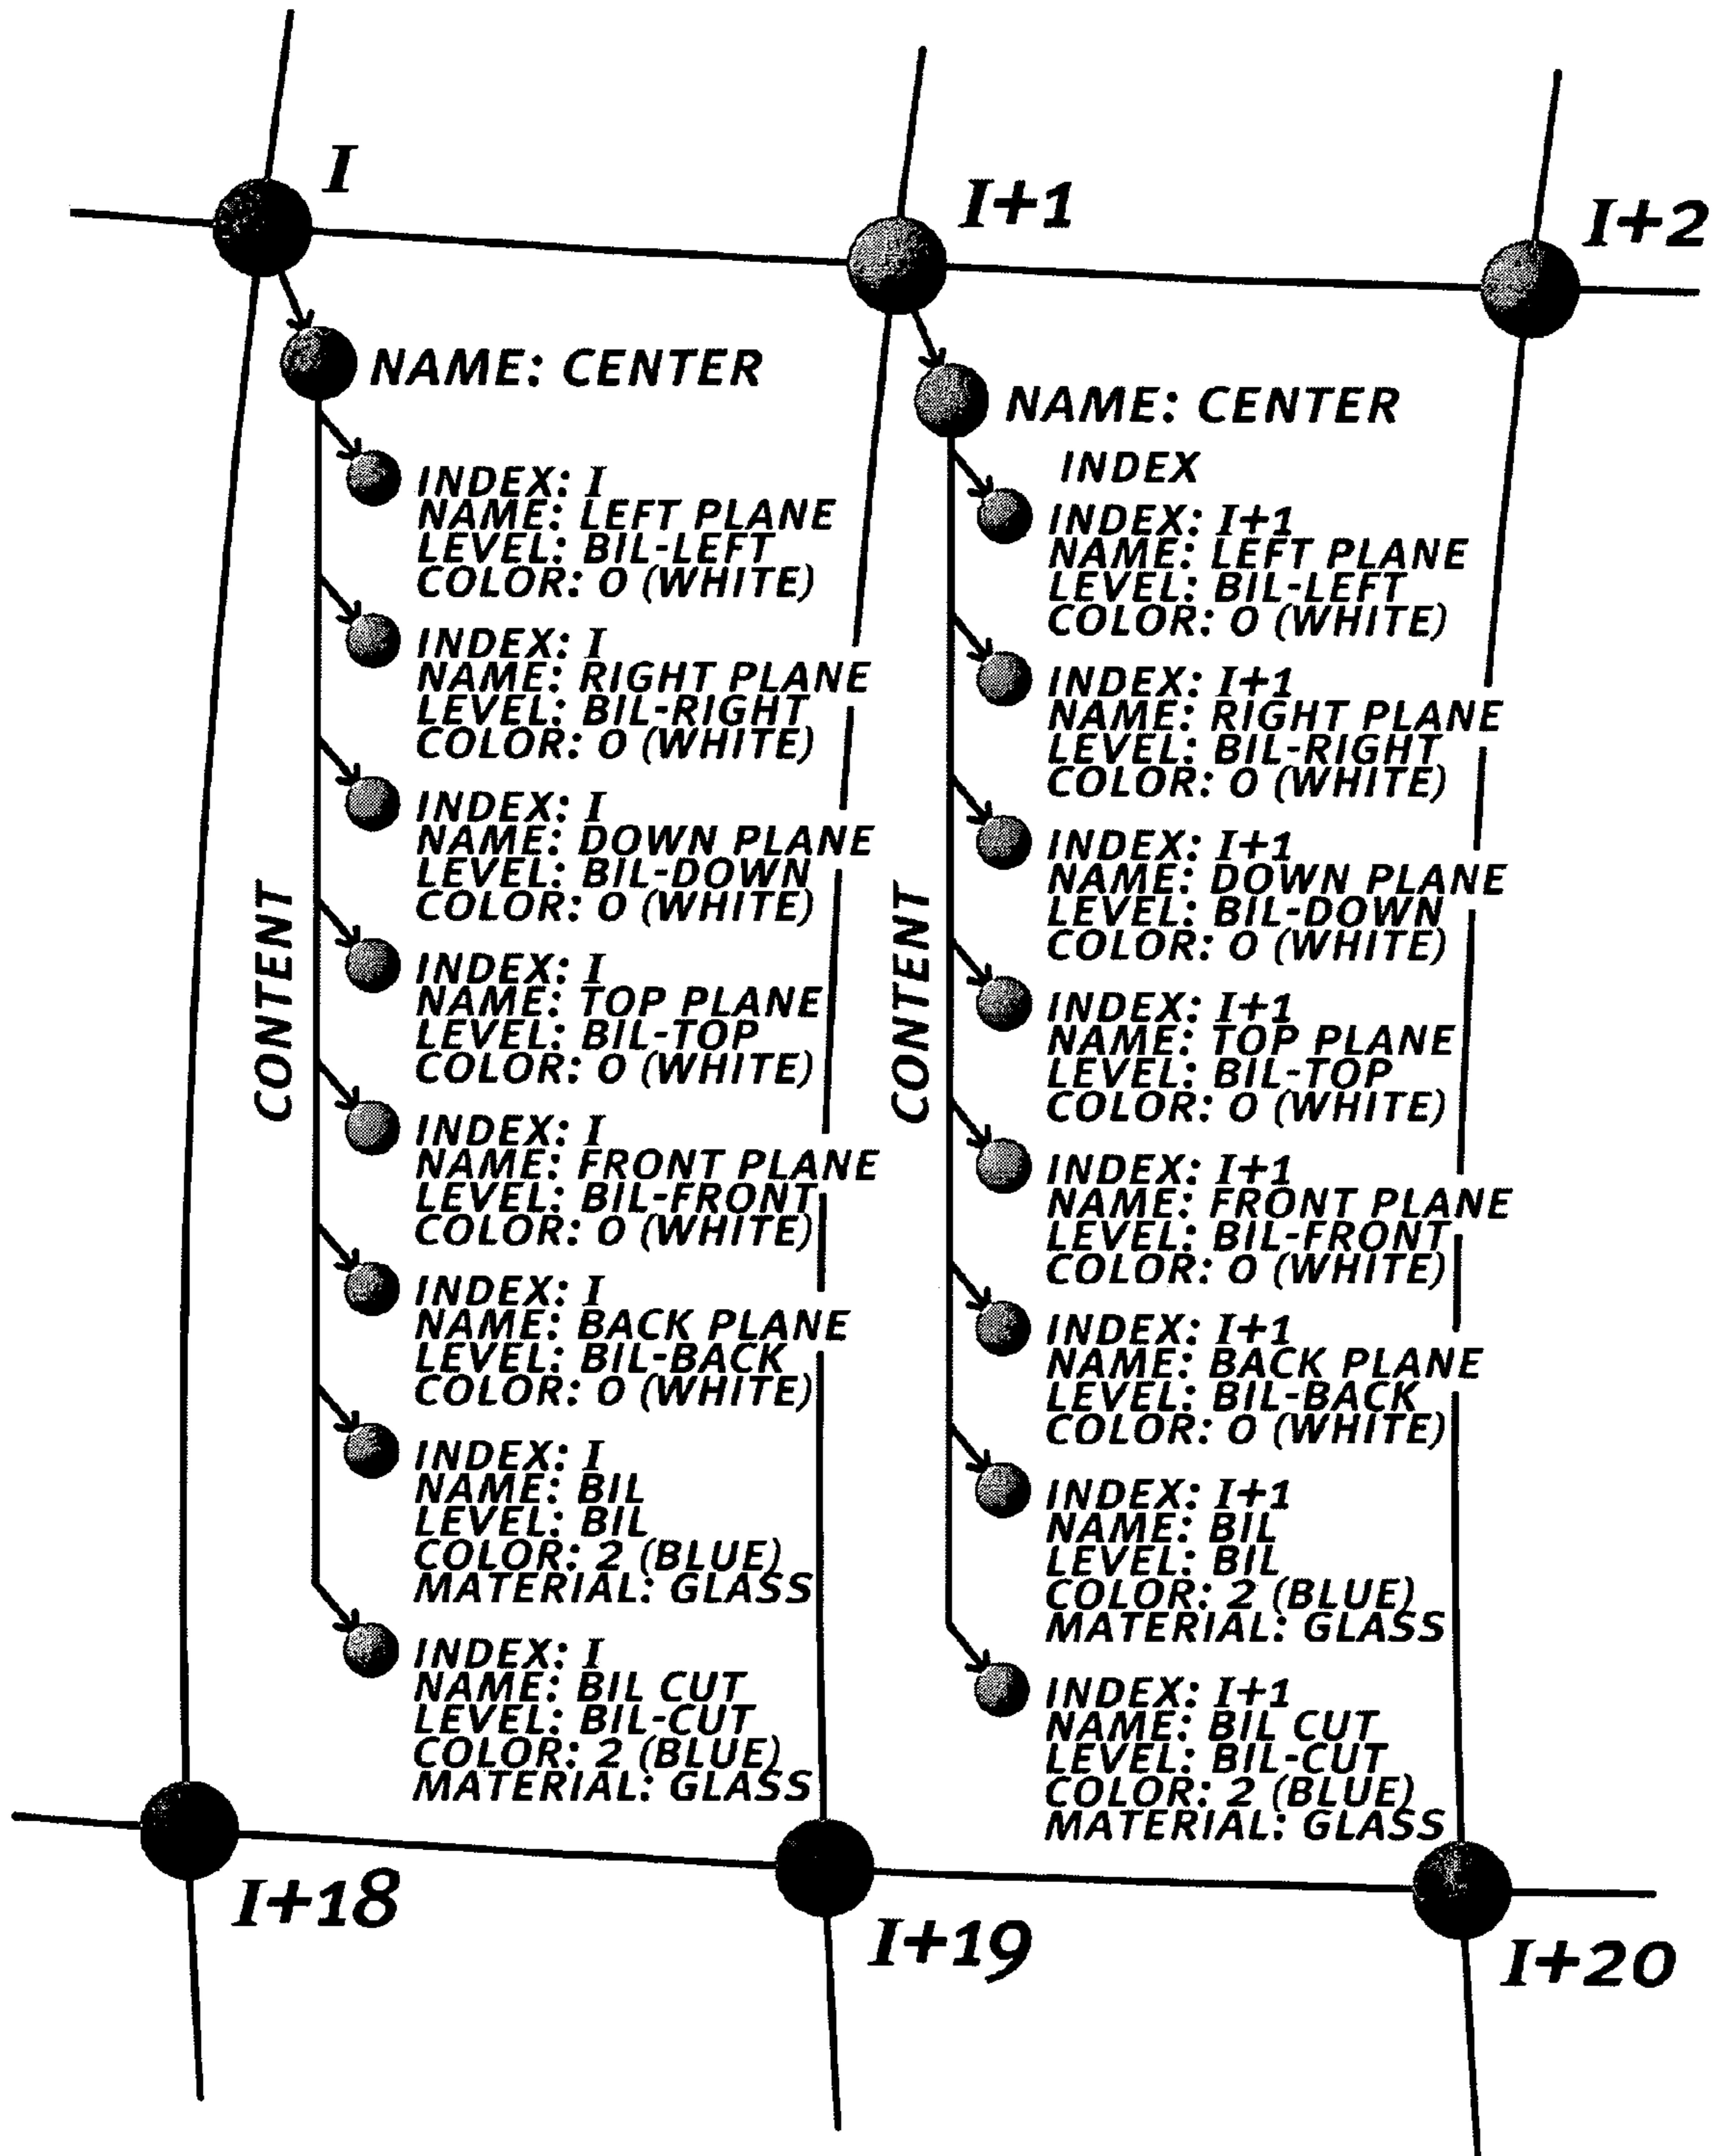 I
I+1
I+2
NAME: CENTER
INDEX: I
NAME: LEFT PLANE
LEVEL: BIL-LEFT
COLOR: 0 (WHITE)
INDEX: I
NAME: RIGHT PLANE
LEVEL: BIL-RIGHT
COLOR: 0 (WHITE)
INDEX: I
NAME: DOWN PLANE
LEVEL: BIL-DOWN
COLOR: 0 (WHITE)
INDEX: I
NAME: TOP PLANE
LEVEL: BIL-TOP
COLOR: 0 (WHITE)
INDEX: I
NAME: FRONT PLANE
LEVEL: BIL-FRONT
COLOR: 0 (WHITE)
INDEX: I
NAME: BACK PLANE
LEVEL: BIL-BACK
COLOR: 0 (WHITE)
INDEX: I
NAME: BIL
LEVEL: BIL
COLOR: 2 (BLUE)
MATERIAL: GLASS
INDEX: I
NAME: BIL CUT
LEVEL: BIL-CUT
COLOR: 2 (BLUE)
MATERIAL: GLASS
CONTENT
NAME: CENTER
INDEX
INDEX: I+1
NAME: LEFT PLANE
LEVEL: BIL-LEFT
COLOR: 0 (WHITE)
INDEX: I+1
NAME: RIGHT PLANE
LEVEL: BIL-RIGHT
COLOR: 0 (WHITE)
INDEX: I+1
NAME: DOWN PLANE
LEVEL: BIL-DOWN
COLOR: 0 (WHITE)
INDEX: I+1
NAME: TOP PLANE
LEVEL: BIL-TOP
COLOR: 0 (WHITE)
INDEX: I+1
NAME: FRONT PLANE
LEVEL: BIL-FRONT
COLOR: 0 (WHITE)
INDEX: I+1
NAME: BACK PLANE
LEVEL: BIL-BACK
COLOR: 0 (WHITE)
INDEX: I+1
NAME: BIL
LEVEL: BIL
COLOR: 2 (BLUE)
MATERIAL: GLASS
INDEX: I+1
NAME: BIL CUT
LEVEL: BIL-CUT
COLOR: 2 (BLUE)
MATERIAL: GLASS
CONTENT
I+18
I+19
I+20